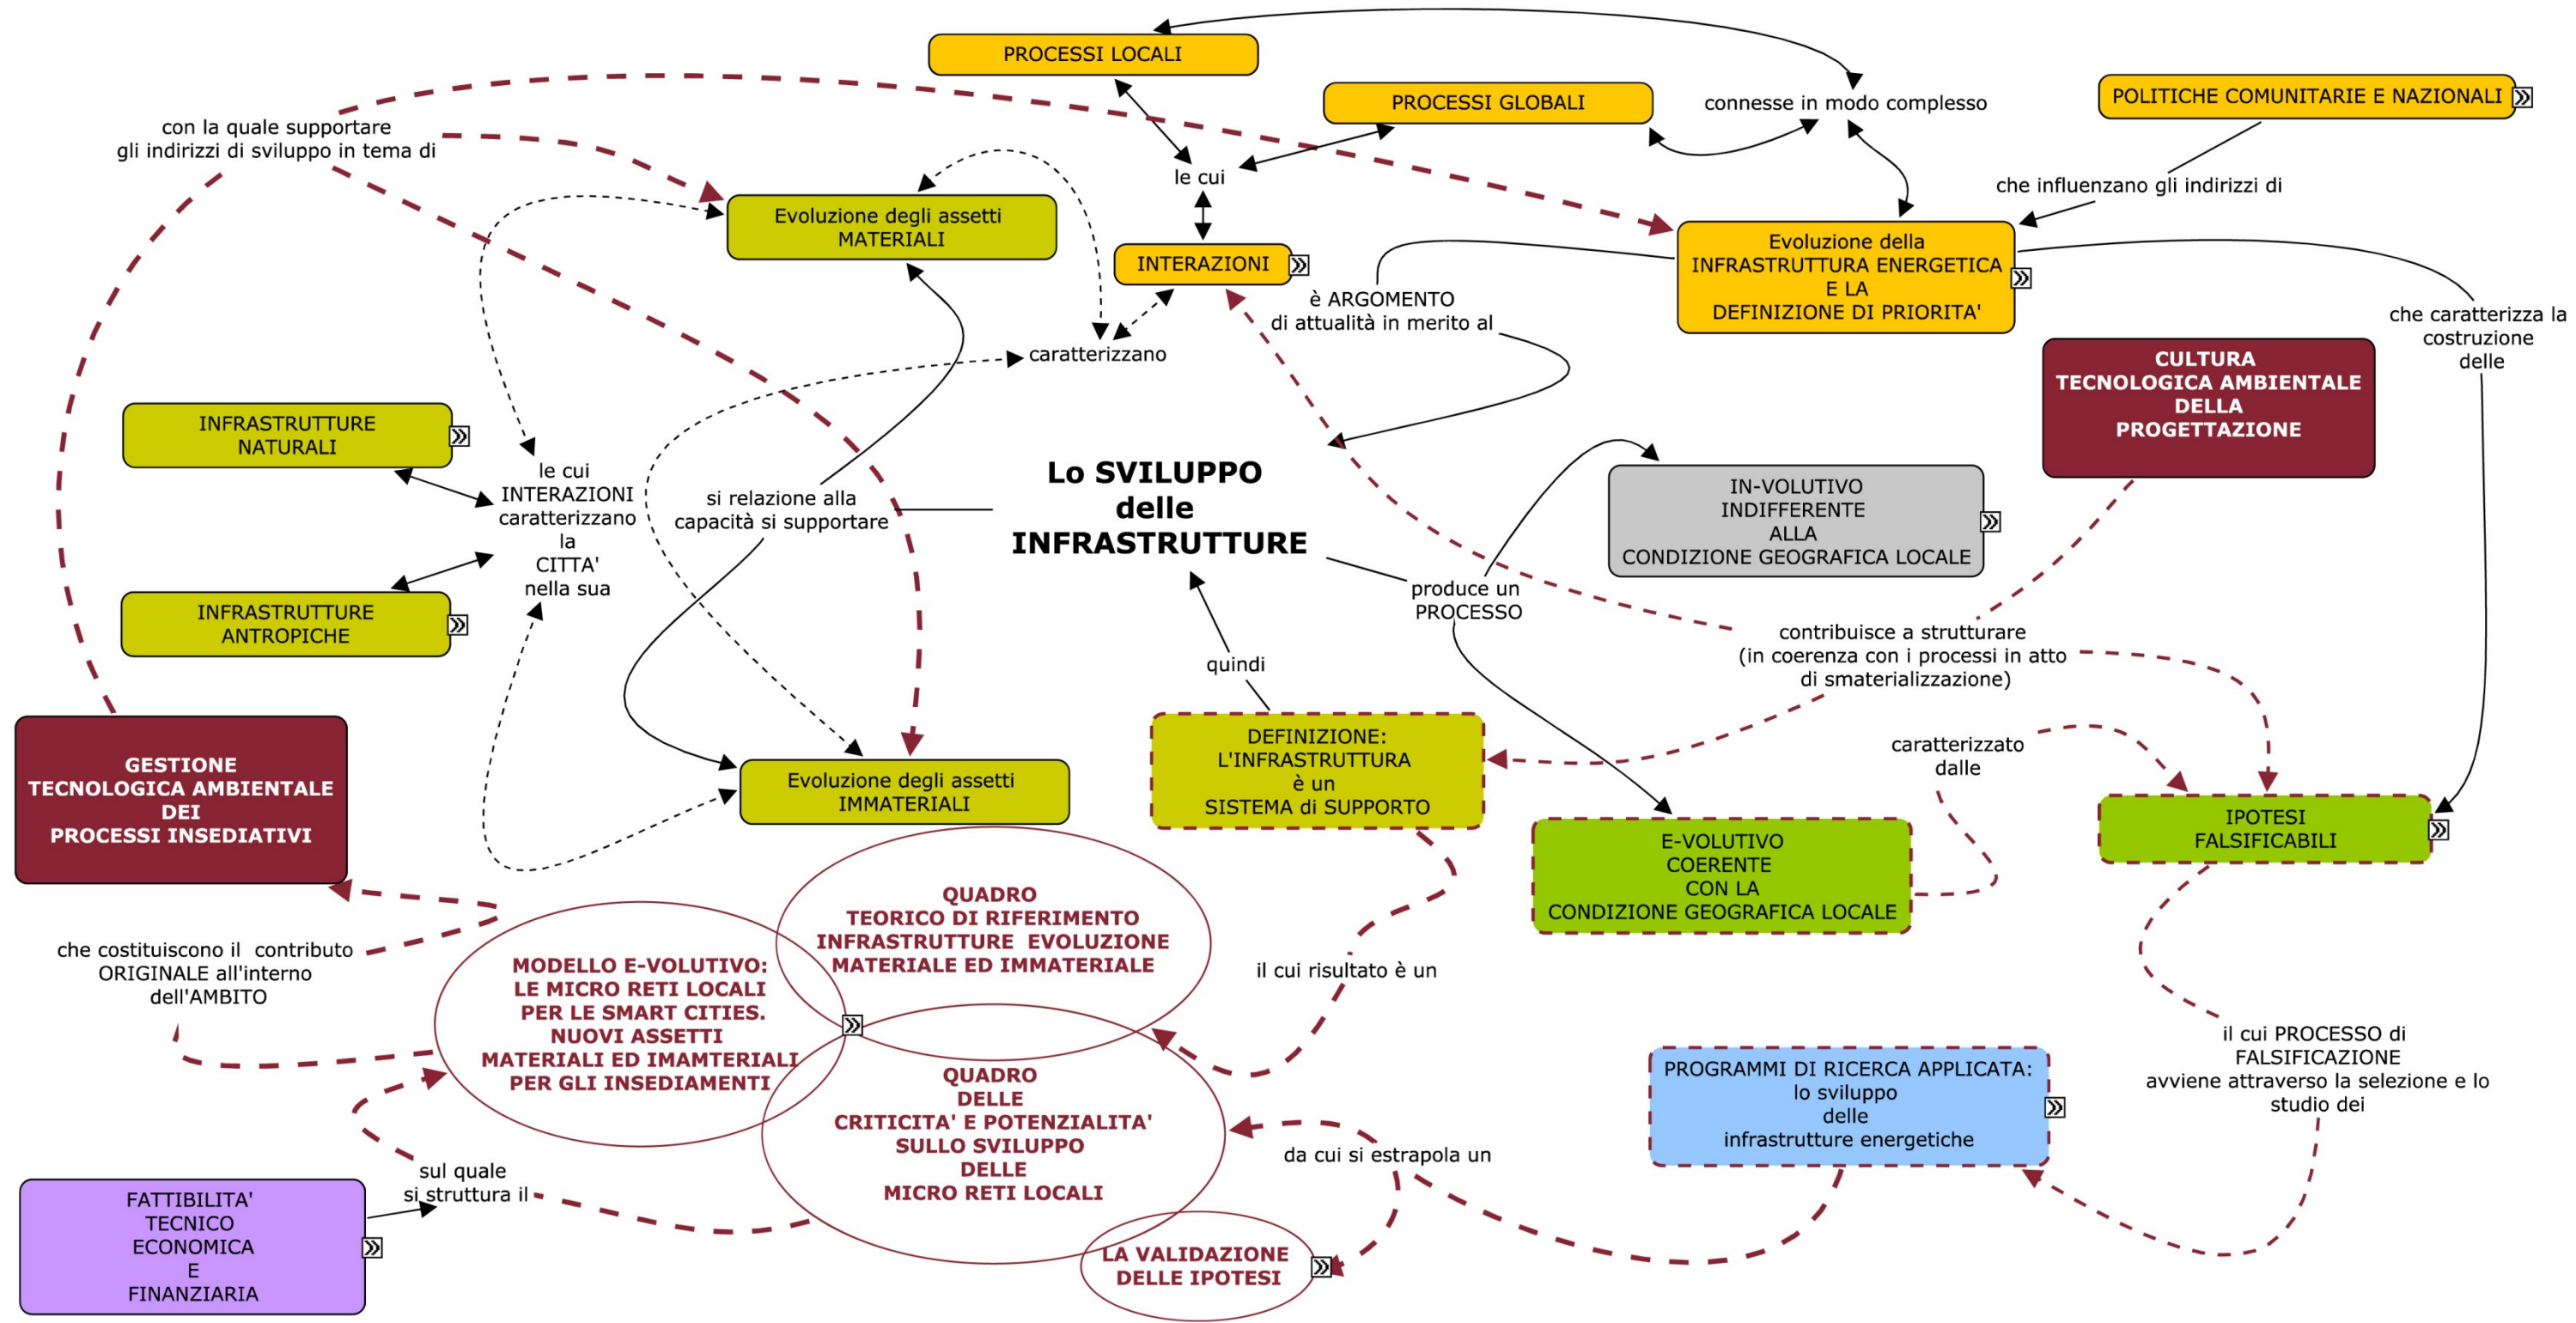 PROCESSI LOCALI
PROCESSI GLOBALI
connesse in modo complesso
POLITICHE COMUNITARIE E NAZIONALI
con la quale supportare
gli indirizzi di sviluppo in tema di
le cui
che influenzano gli indirizzi di
Evoluzione degli assetti
MATERIALI
INTERAZIONI
Evoluzione della
INFRASTRUTTURA ENERGETICA
E LA
DEFINIZIONE DI PRIORITA'
è ARGOMENTO
di attualità in merito al
che caratterizza la
costruzione
delle
caratterizzano
CULTURA
TECNOLOGICA AMBIENTALE
DELLA
PROGETTAZIONE
INFRASTRUTTURE
NATURALI
le cui
INTERAZIONI
caratterizzano
la
CITTA'
nella sua
si relazione alla
capacità si supportare
Lo SVILUPPO
delle
INFRASTRUTTURE
IN-VOLUTIVO
INDIFFERENTE
ALLA
CONDIZIONE GEOGRAFICA LOCALE
INFRASTRUTTURE
ANTROPICHE
produce un
PROCESSO
quindi
contribuisce a strutturare
(in coerenza con i processi in atto
di smaterializzazione)
GESTIONE
TECNOLOGICA AMBIENTALE
DEI
PROCESSI INSEDIATIVI
Evoluzione degli assetti
IMMATERIALI
DEFINIZIONE:
L'INFRASTRUTTURA
è un
SISTEMA di SUPPORTO
caratterizzato
dalle
IPOTESI
FALSIFICABILI
E-VOLUTIVO
COERENTE
CON LA
CONDIZIONE GEOGRAFICA LOCALE
QUADRO
TEORICO DI RIFERIMENTO
INFRASTRUTTURE EVOLUZIONE
MATERIALE ED IMMATERIALE
che costituiscono il contributo
ORIGINALE all'interno
dell'AMBITO
MODELLO E-VOLUTIVO:
LE MICRO RETI LOCALI
PER LE SMART CITIES.
NUOVI ASSETTI
MATERIALI ED IMAMTERIALI
PER GLI INSEDIAMENTI
il cui risultato è un
il cui PROCESSO di
FALSIFICAZIONE
avviene attraverso la selezione e lo
studio dei
PROGRAMMI DI RICERCA APPLICATA:
lo sviluppo
delle
infrastrutture energetiche
QUADRO
DELLE
CRITICITA' E POTENZIALITA'
SULLO SVILUPPO
DELLE
MICRO RETI LOCALI
da cui si estrapola un
sul quale
si struttura il
FATTIBILITA'
TECNICO
ECONOMICA
E
FINANZIARIA
LA VALIDAZIONE
DELLE IPOTESI